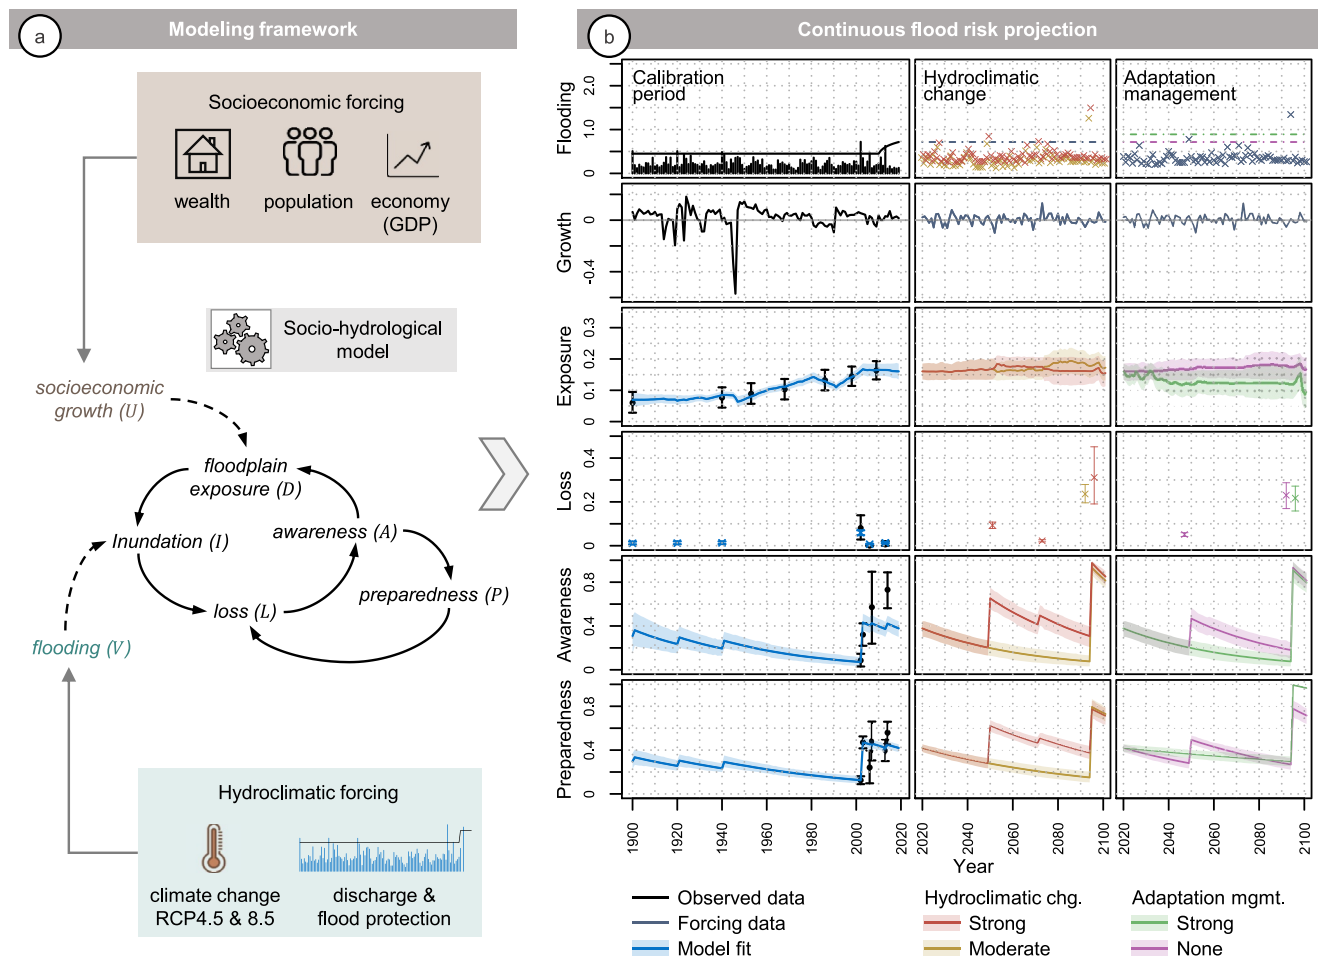 a
Modeling framework
Socioeconomic forcing
wealth
population
economy
(GDP)
Socio-hydrological
model
socioeconomic
growth (U)
floodplain
exposure (D)
Inundation (I)
awareness (A)
loss (L)
preparedness (P)
flooding (V)
Hydroclimatic forcing
climate change
RCP4.5 & 8.5
discharge &
flood protection
b
Continuous flood risk projection
Calibration
period
Hydroclimatic
change
Adaptation
management
Flooding
0 1.0 2.0
Growth
-0.4 0
Exposure
0 0.1 0.2 0.3
Loss
0 0.2 0.4
Awareness
0 0.4 0.8
Preparedness
0 0.4 0.8
1900 1920 1940 1960 1980 2000 2020
2020 2040 2060 2080 2100
2020 2040 2060 2080 2100
Year
Observed data
Forcing data
Model fit
Hydroclimatic chg.
Strong
Moderate
Adaptation mgmt.
Strong
None